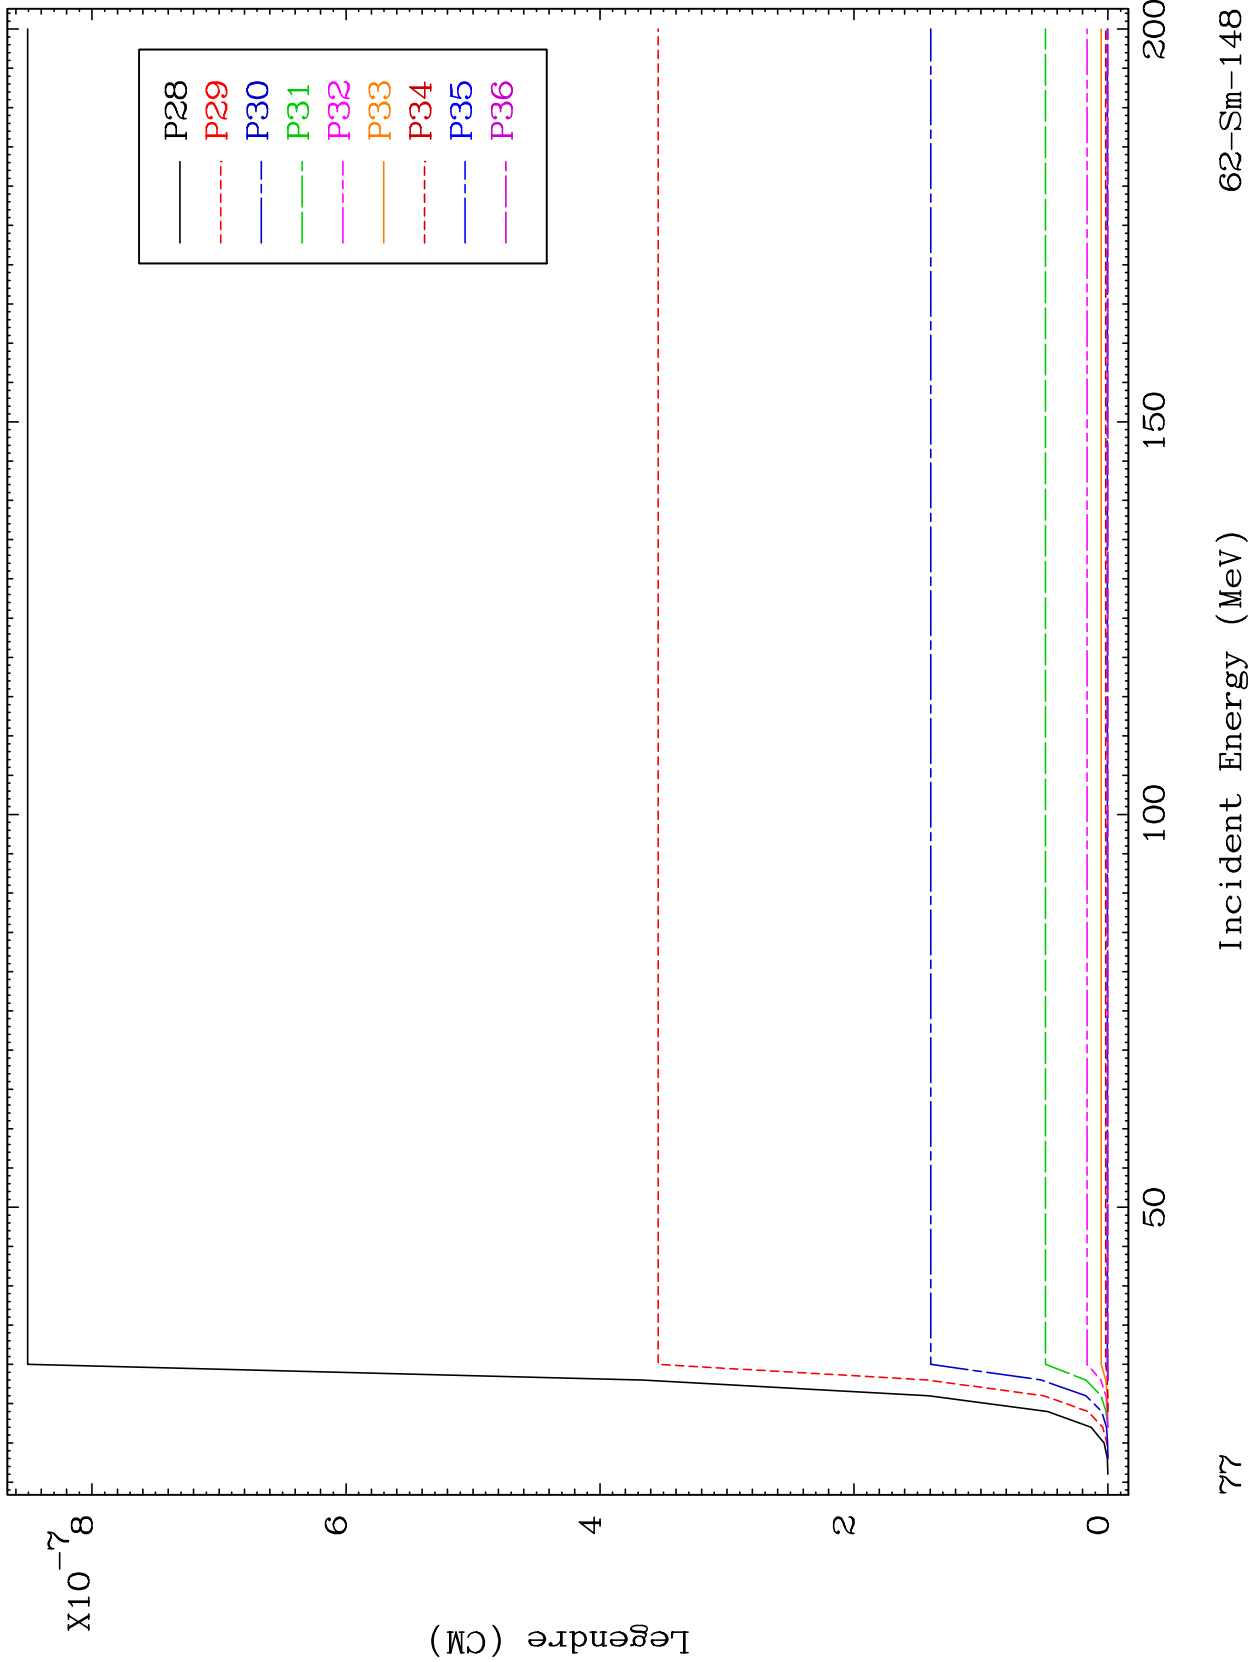 X10-7
8
6
4
2
0
Legendre (CM)
P28
P29
P30
P31
P32
P33
P34
P35
P36
50
100
150
200
Incident Energy (MeV)
77
62-Sm-148